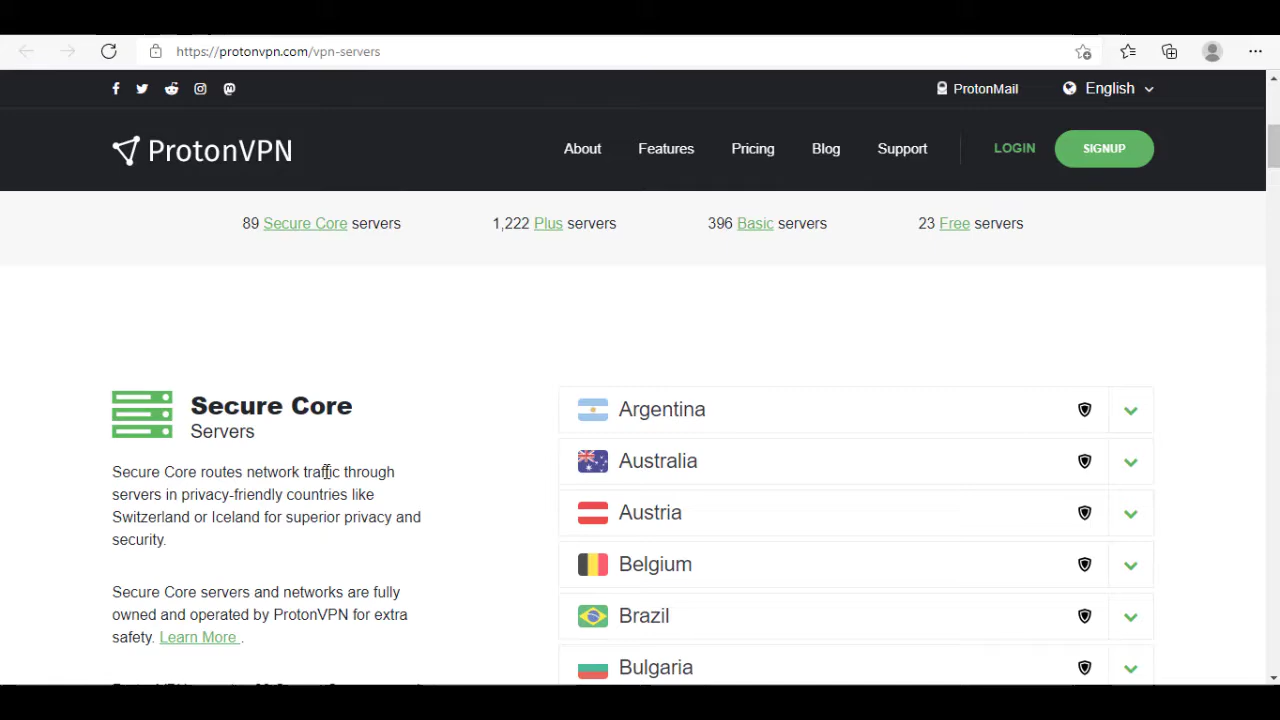 https://protonvpn.com/vpn-servers
ProtonMail
English
ProtonVPN
About
Features
Pricing
Blog
Support
LOGIN
SIGNUP
89 Secure Core servers
1,222 Plus servers
396 Basic servers
23 Free servers
Secure Core
Servers
Secure Core routes network traffic through
servers in privacy-friendly countries like
Switzerland or Iceland for superior privacy and
security.
Secure Core servers and networks are fully
owned and operated by ProtonVPN for extra
safety. Learn More .
Argentina
Australia
Austria
Belgium
Brazil
Bulgaria